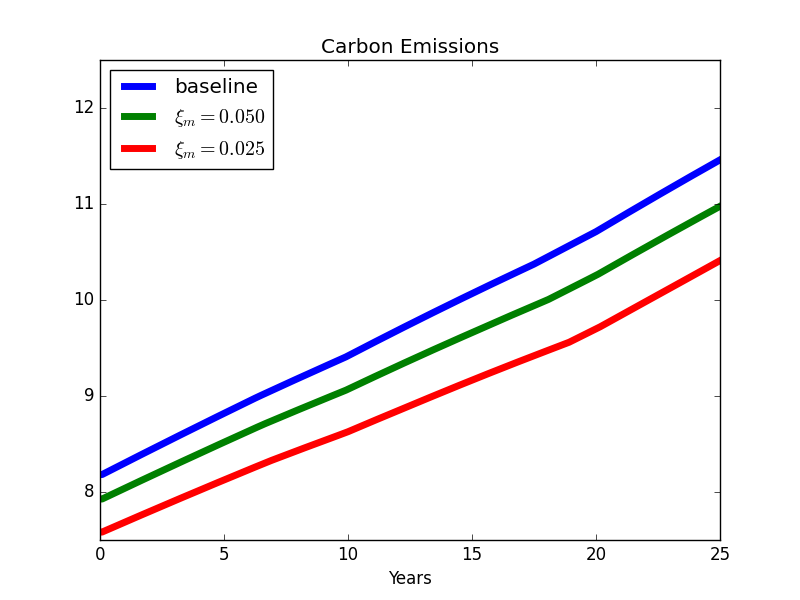 Carbon Emissions
baseline
ξₘ = 0.050
ξₘ = 0.025
12
11
10
9
8
0 5 10 15 20 25
Years